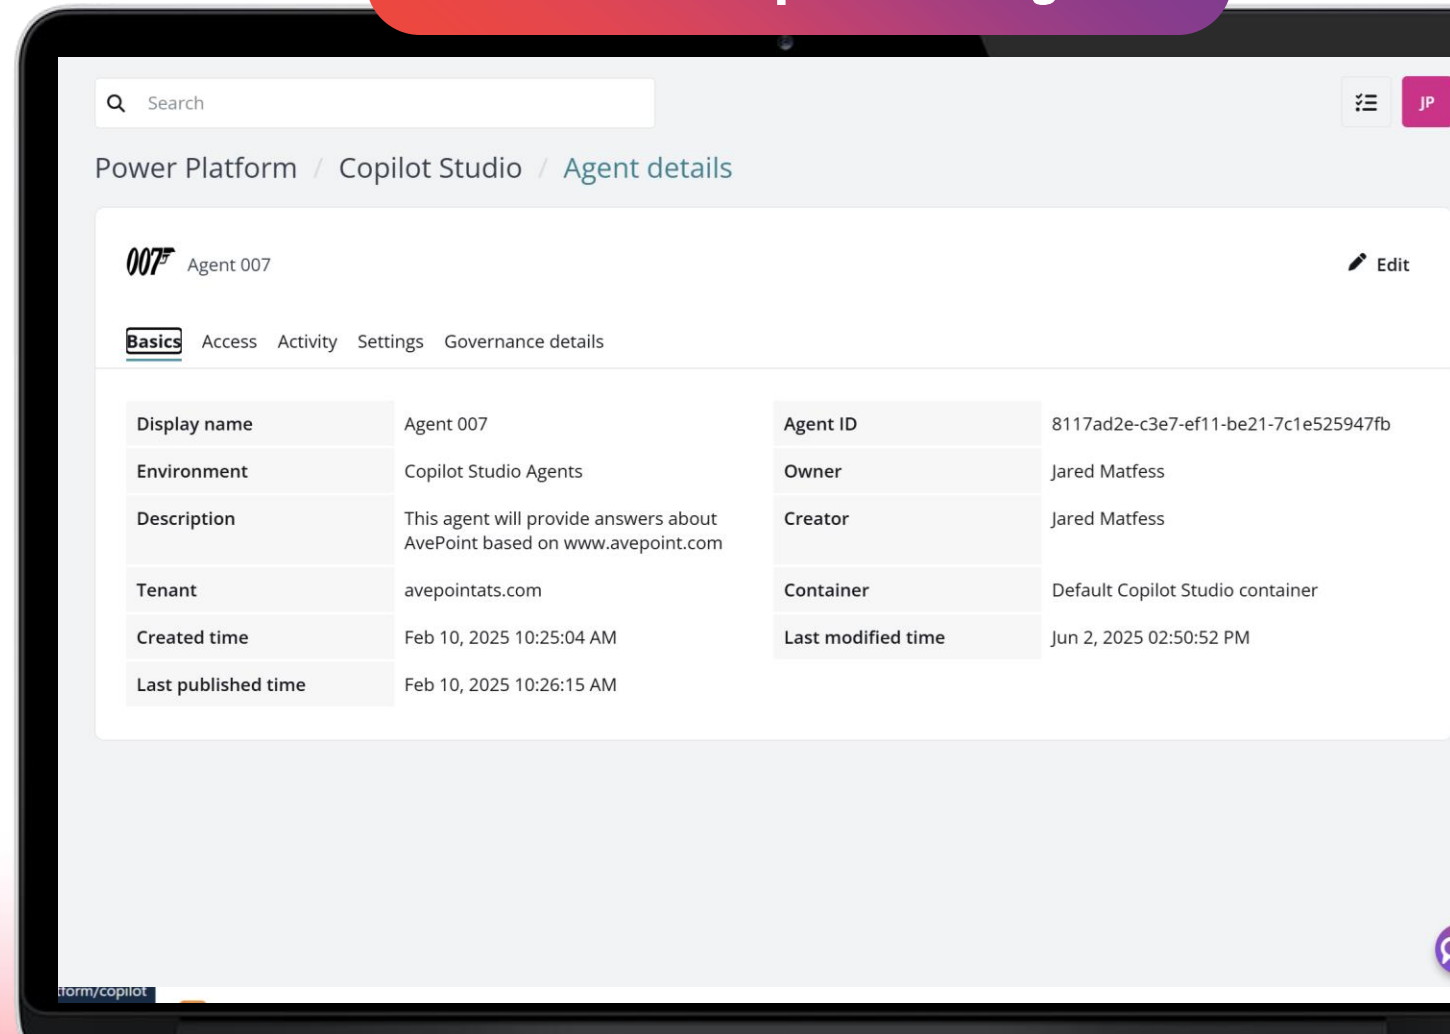 Search
JP
Power Platform / Copilot Studio / Agent details
007 Agent 007
Edit
Basics Access Activity Settings Governance details
Display name Agent 007 Agent ID 8117ad2e-c3e7-ef11-be21-7c1e525947fb
Environment Copilot Studio Agents Owner Jared Matfess
Description This agent will provide answers about Creator Jared Matfess
AvePoint based on www.avepoint.com
Tenant avepointats.com Container Default Copilot Studio container
Created time Feb 10, 2025 10:25:04 AM Last modified time Jun 2, 2025 02:50:52 PM
Last published time Feb 10, 2025 10:26:15 AM
tform/copilot